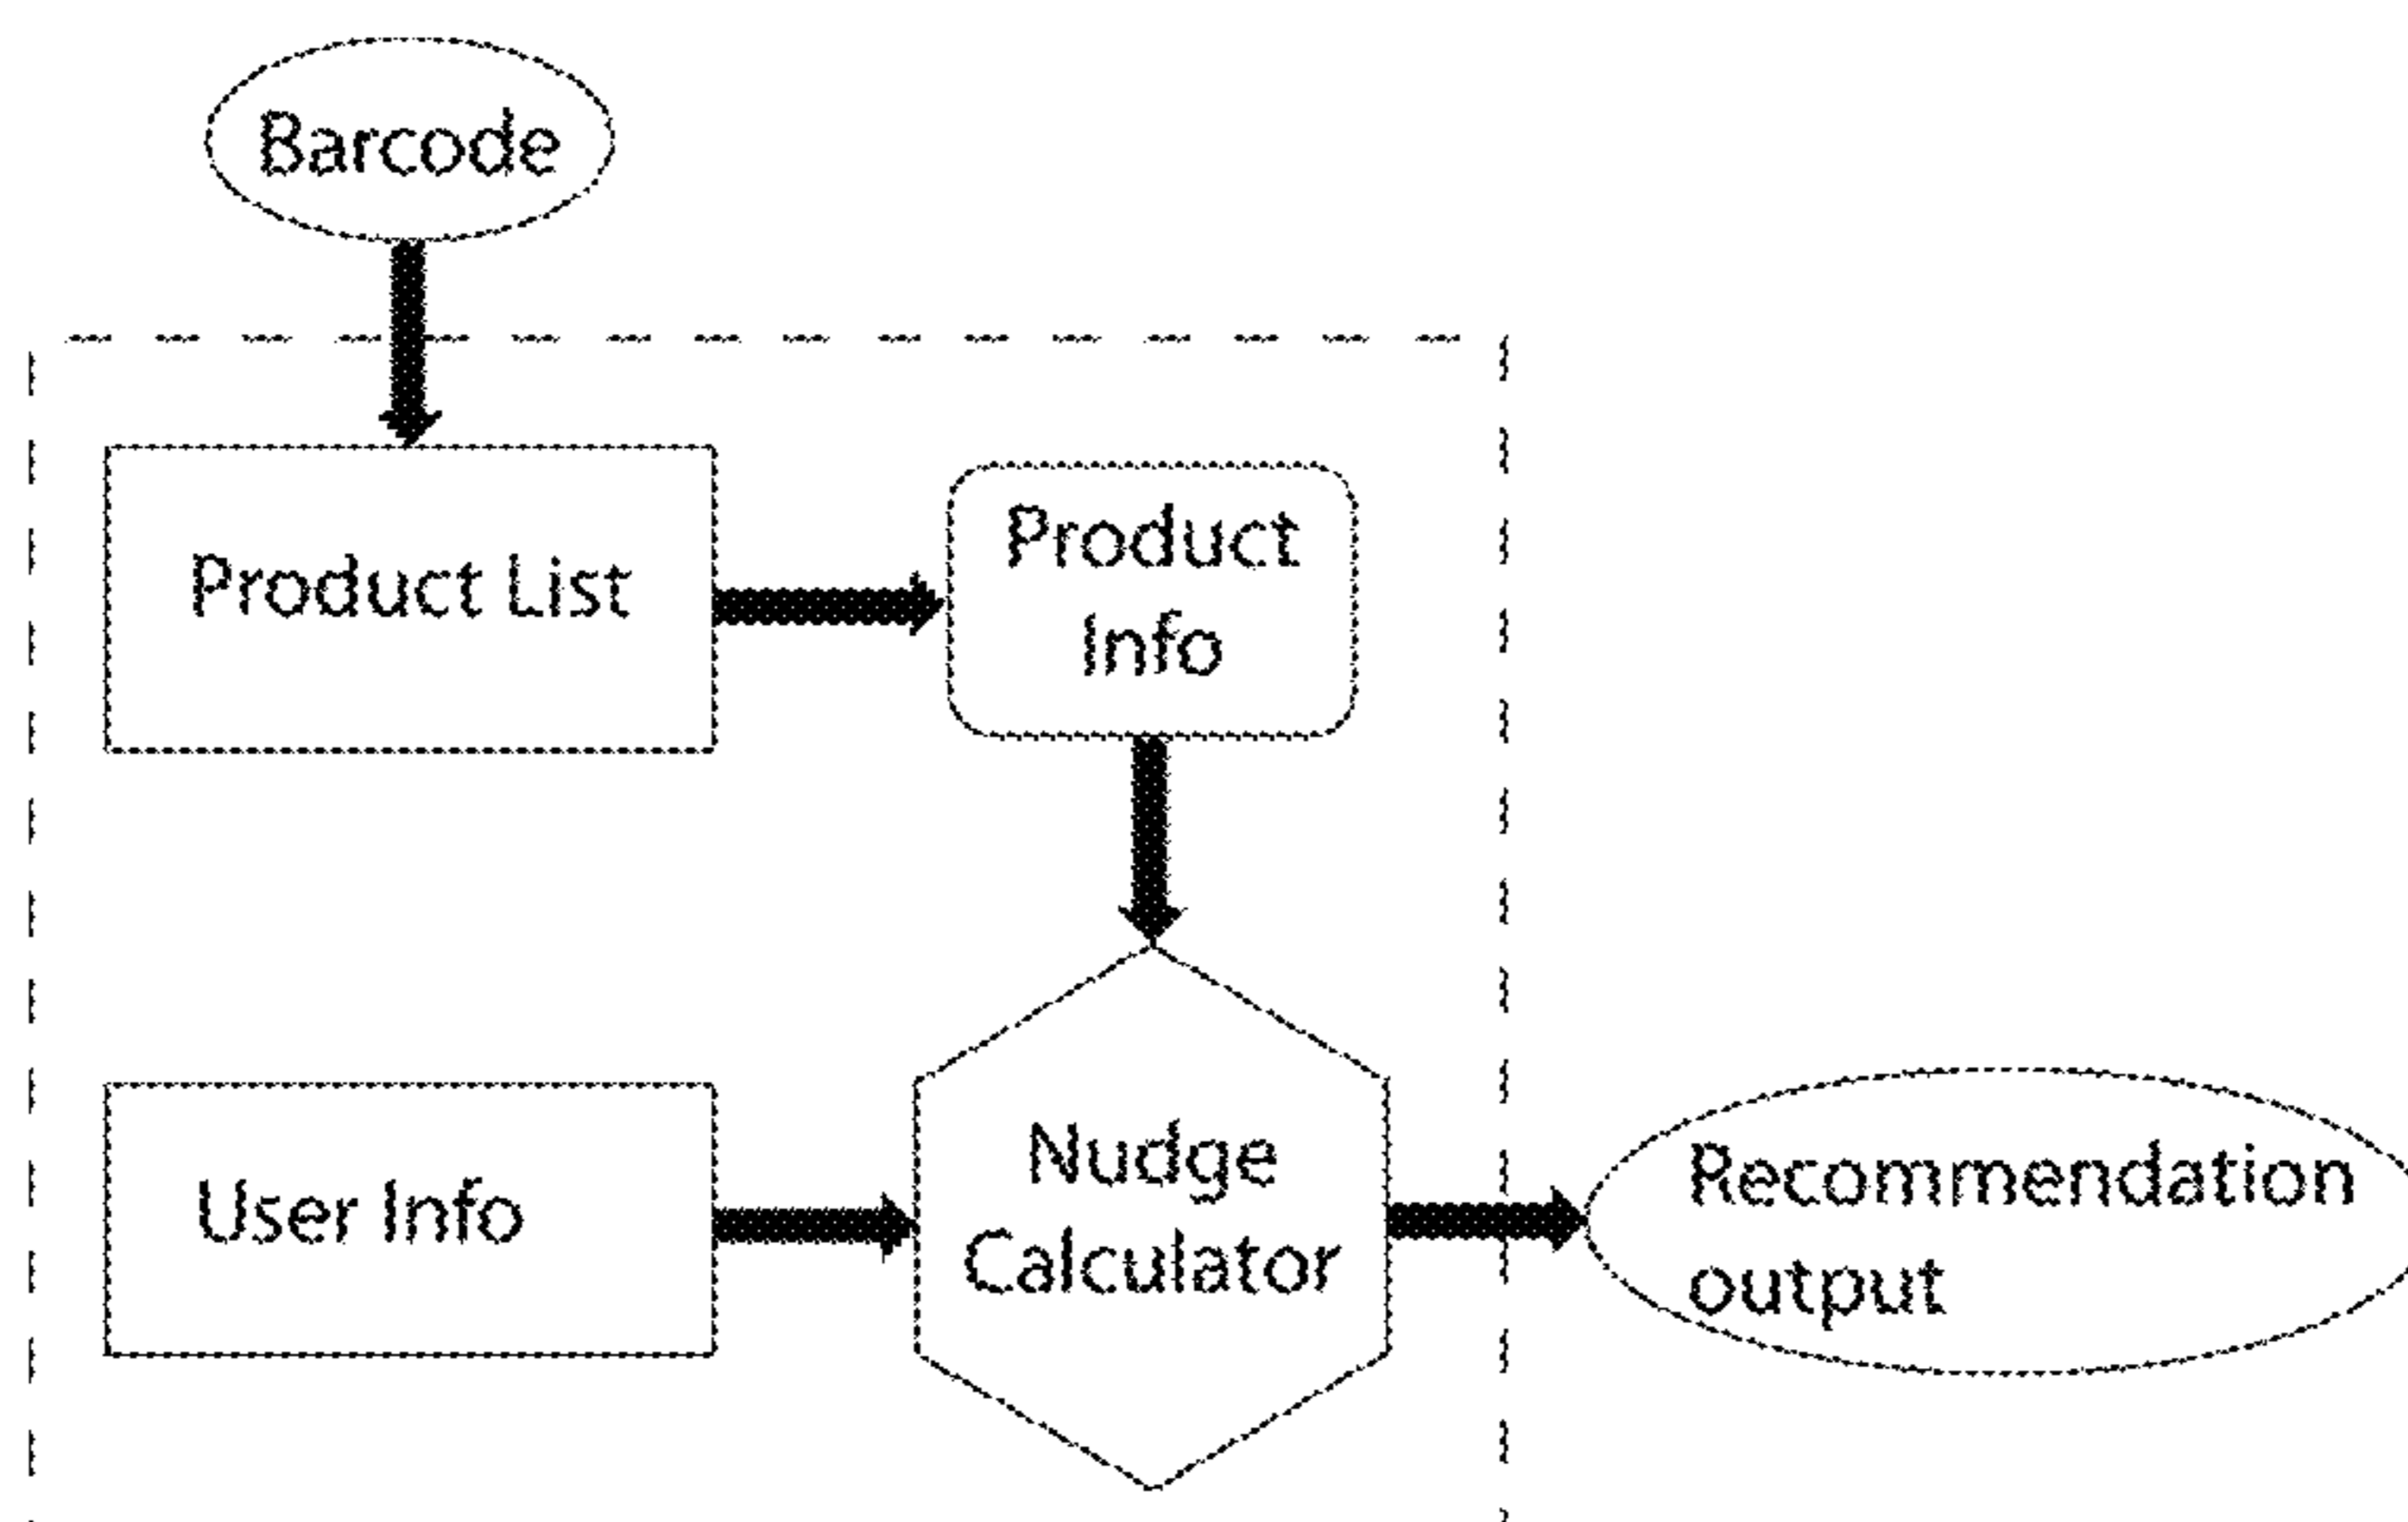 Barcode
Product List
Product
Info
User Info
Nudge
Calculator
Recommendation
output